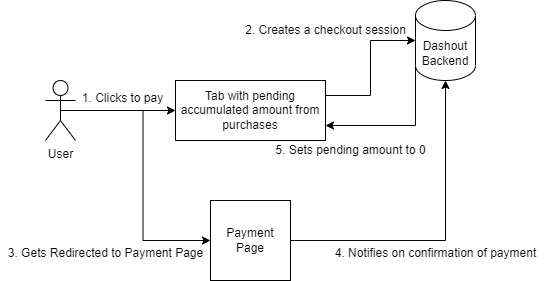 2. Creates a checkout session
Dashout
Backend
1. Clicks to pay
Tab with pending
accumulated amount from
purchases
User
5. Sets pending amount to 0
Payment
Page
3. Gets Redirected to Payment Page
4. Notifies on confirmation of payment